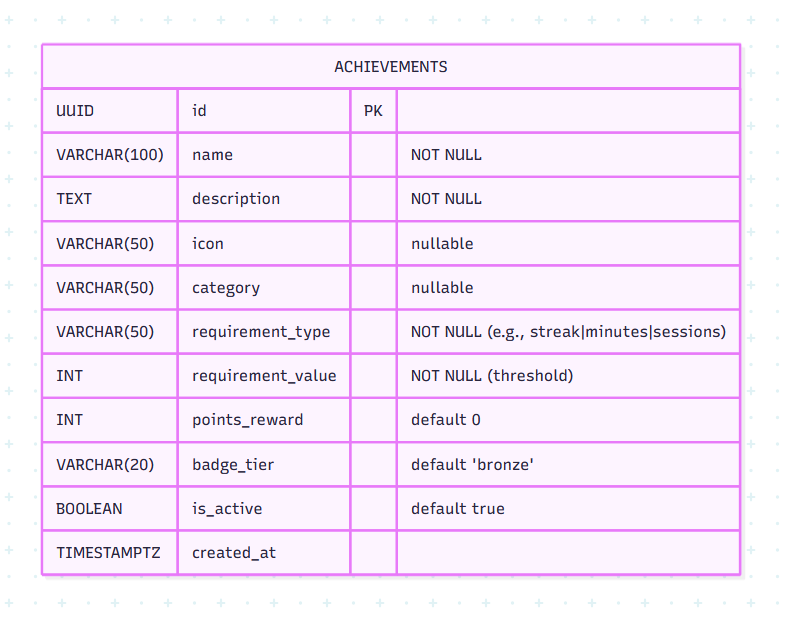 ACHIEVEMENTS
UUID id PK
VARCHAR(100) name NOT NULL
TEXT description NOT NULL
VARCHAR(50) icon nullable
VARCHAR(50) category nullable
VARCHAR(50) requirement_type NOT NULL (e.g., streak|minutes|sessions)
INT requirement_value NOT NULL (threshold)
INT points_reward default 0
VARCHAR(20) badge_tier default 'bronze'
BOOLEAN is_active default true
TIMESTAMPTZ created_at